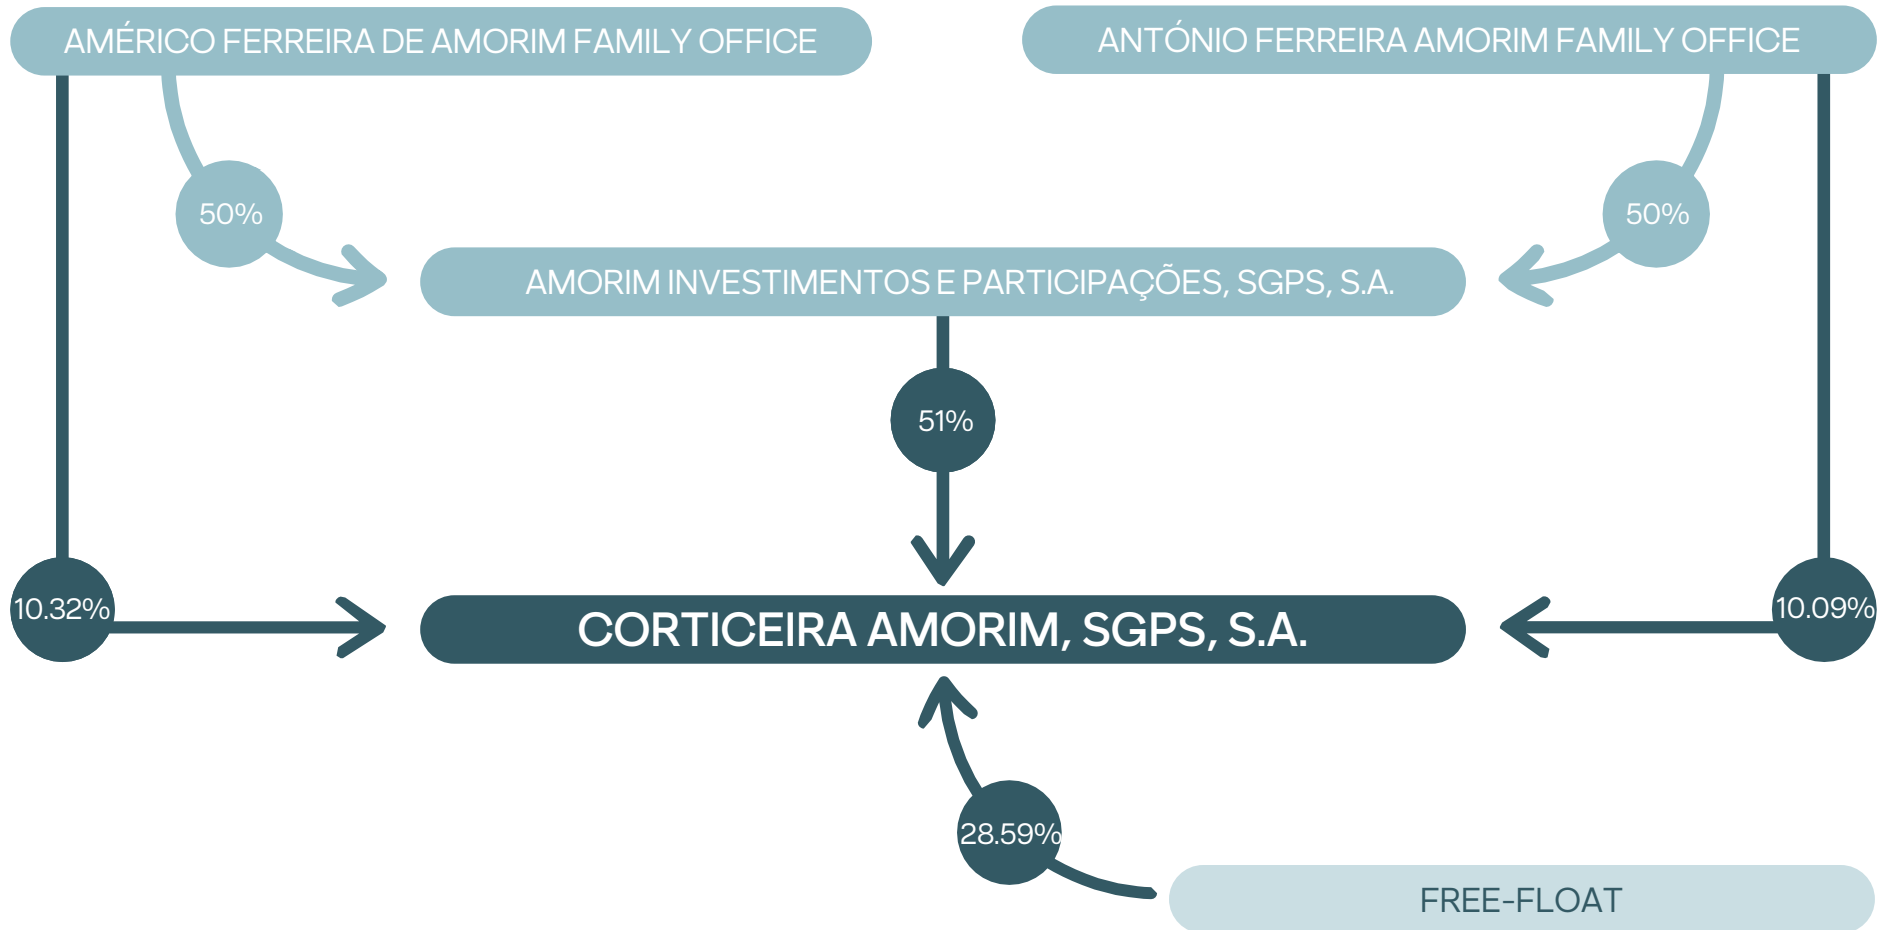 AMÉRICO FERREIRA DE AMORIM FAMILY OFFICE
ANTÓNIO FERREIRA AMORIM FAMILY OFFICE
50%
50%
AMORIM INVESTIMENTOS E PARTICIPAÇÕES, SGPS, S.A.
51%
10.32%
10.09%
CORTICEIRA AMORIM, SGPS, S.A.
28.59%
FREE-FLOAT